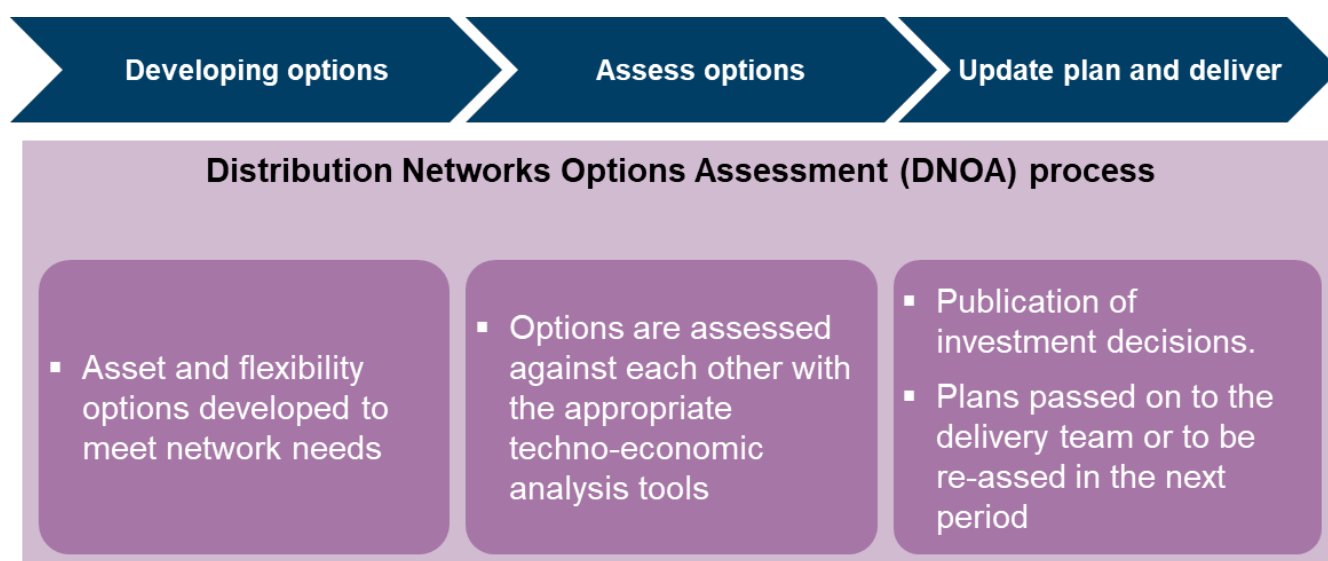 Developing options
Assess options
Update plan and deliver
Distribution Networks Options Assessment (DNOA) process
▪ Asset and flexibility
options developed to
meet network needs
▪ Options are assessed
against each other with
the appropriate
techno-economic
analysis tools
▪ Publication of
investment decisions.
▪ Plans passed on to the
delivery team or to be
re-assed in the next
period